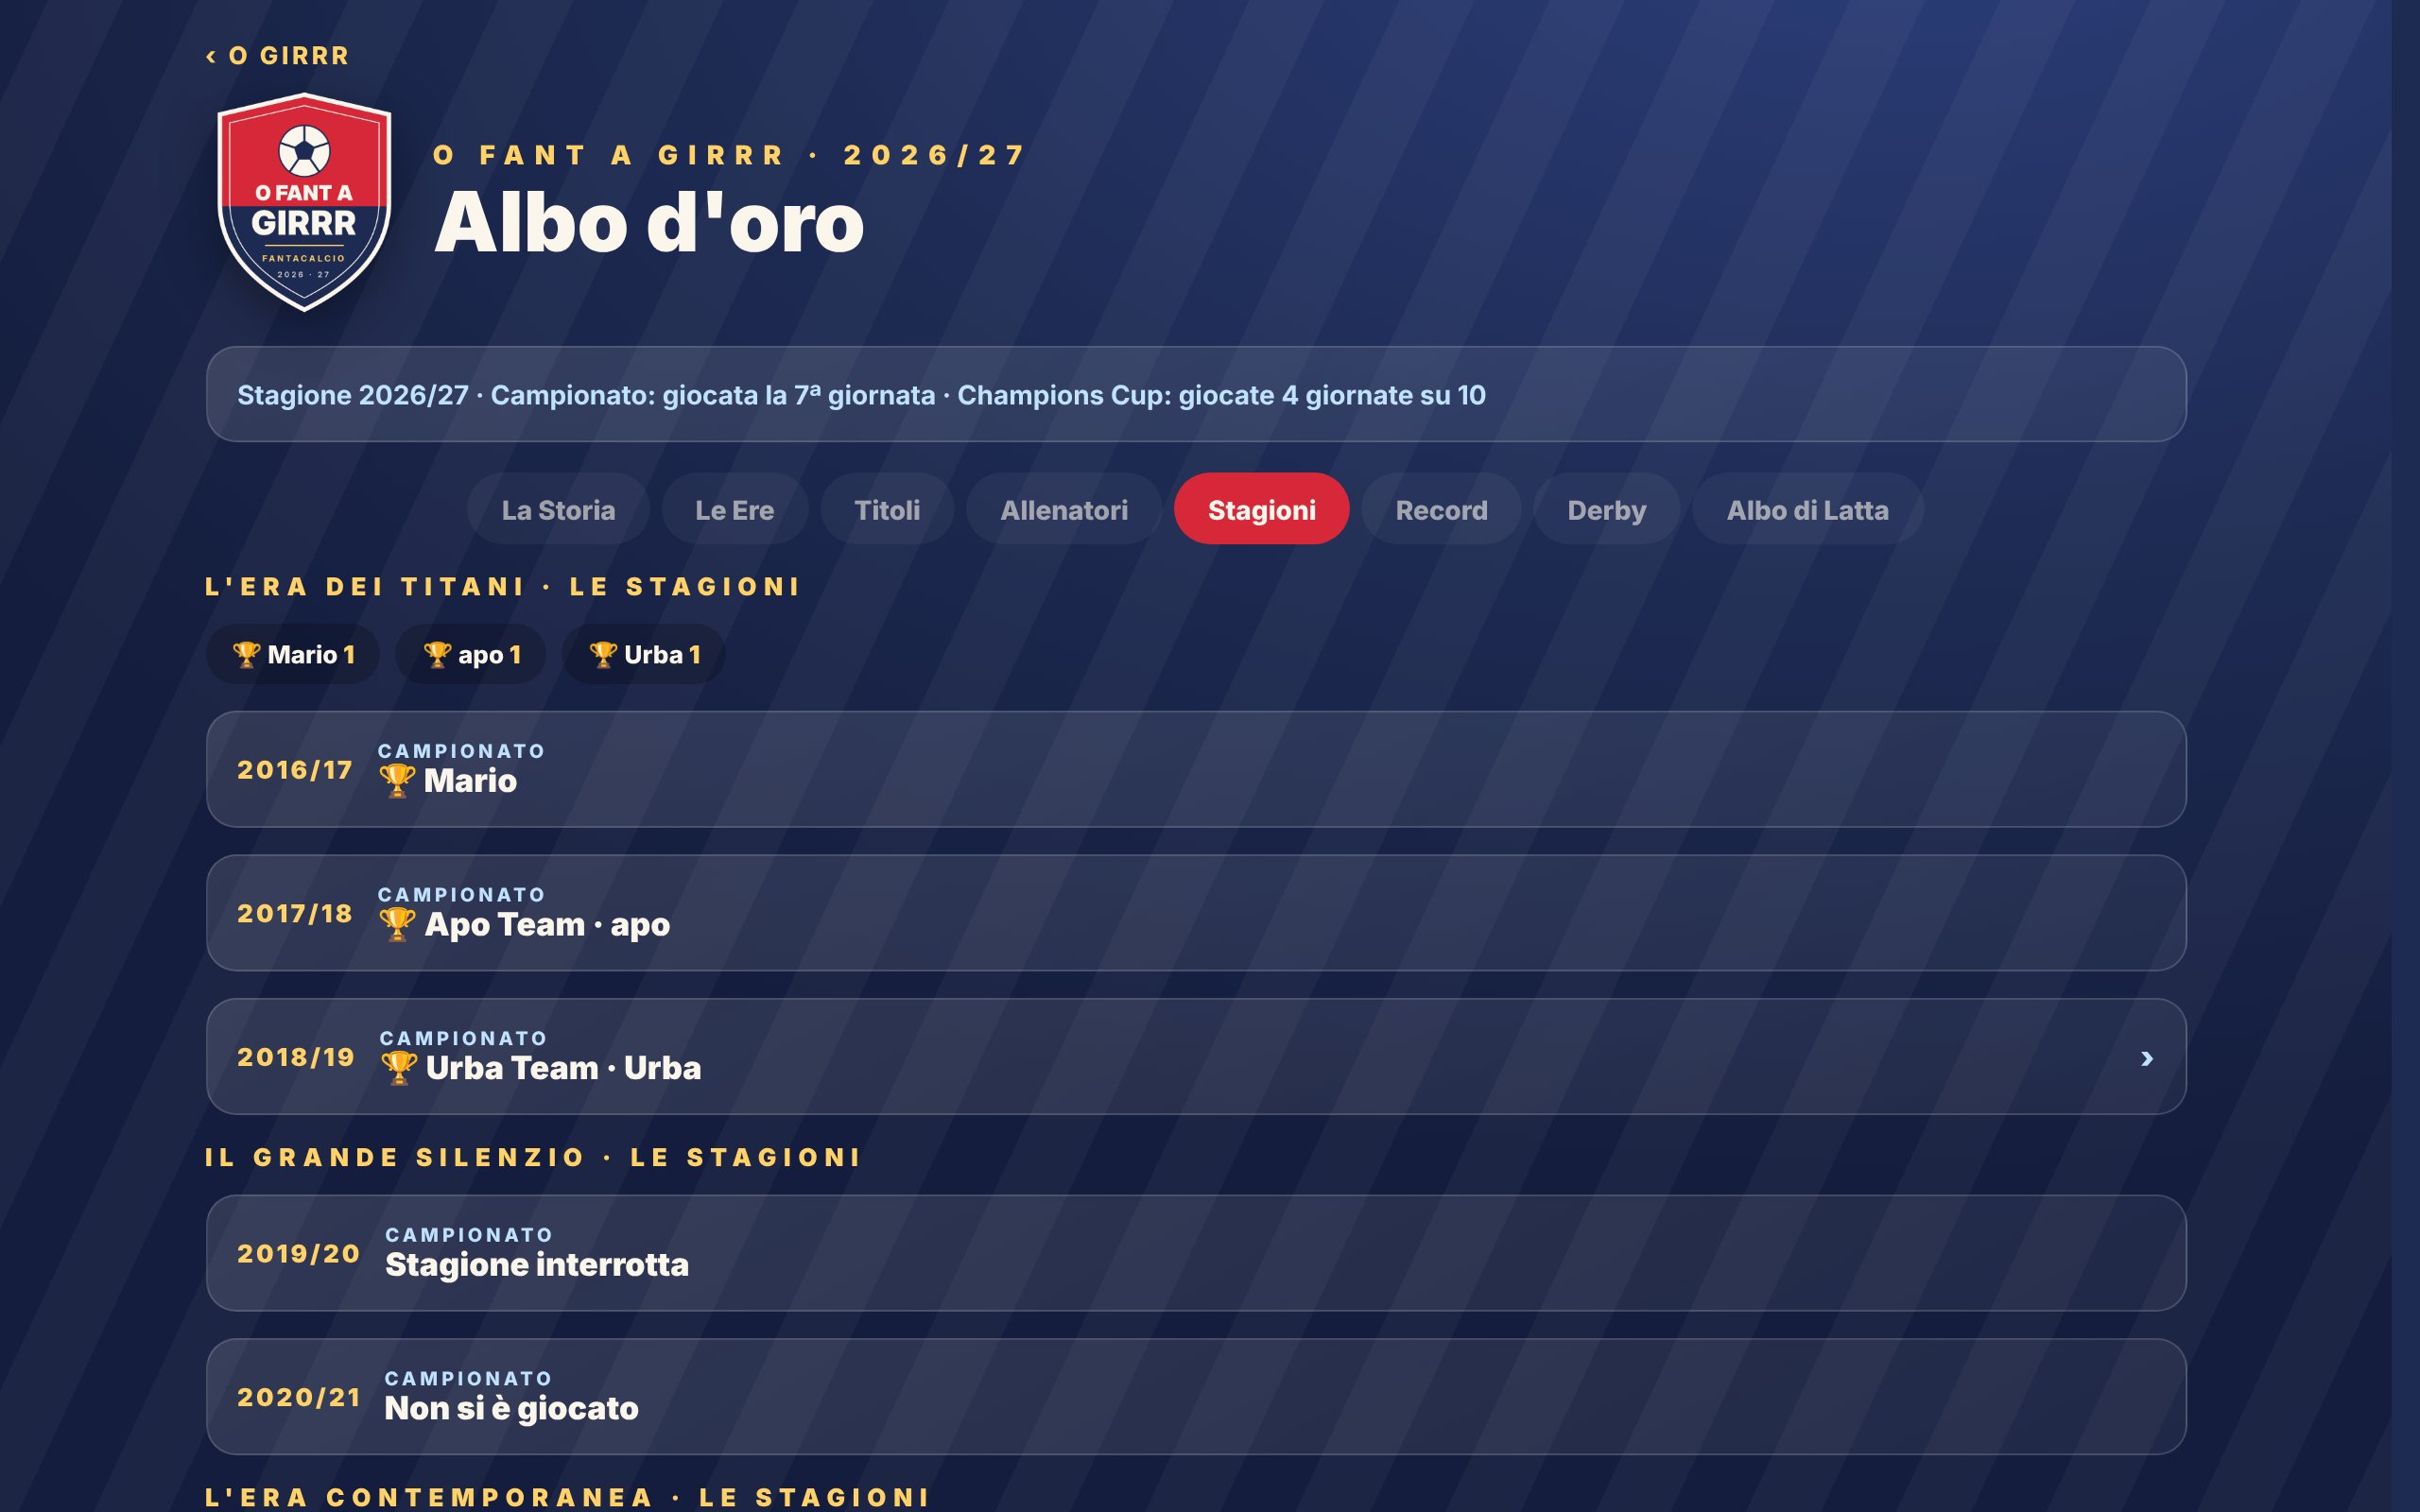 ‹ O GIRRR
O FANT A
GIRRR
FANTACALCIO
2026 · 27
O FANT A GIRRR · 2026/27
Albo d'oro
Stagione 2026/27 · Campionato: giocata la 7ª giornata · Champions Cup: giocate 4 giornate su 10
La Storia Le Ere Titoli Allenatori Stagioni Record Derby Albo di Latta
L'ERA DEI TITANI · LE STAGIONI
🏆 Mario 1 🏆 apo 1 🏆 Urba 1
CAMPIONATO
2016/17 🏆 Mario
CAMPIONATO
2017/18 🏆 Apo Team · apo
CAMPIONATO
2018/19 🏆 Urba Team · Urba ›
IL GRANDE SILENZIO · LE STAGIONI
CAMPIONATO
2019/20 Stagione interrotta
CAMPIONATO
2020/21 Non si è giocato
L'ERA CONTEMPORANEA · LE STAGIONI